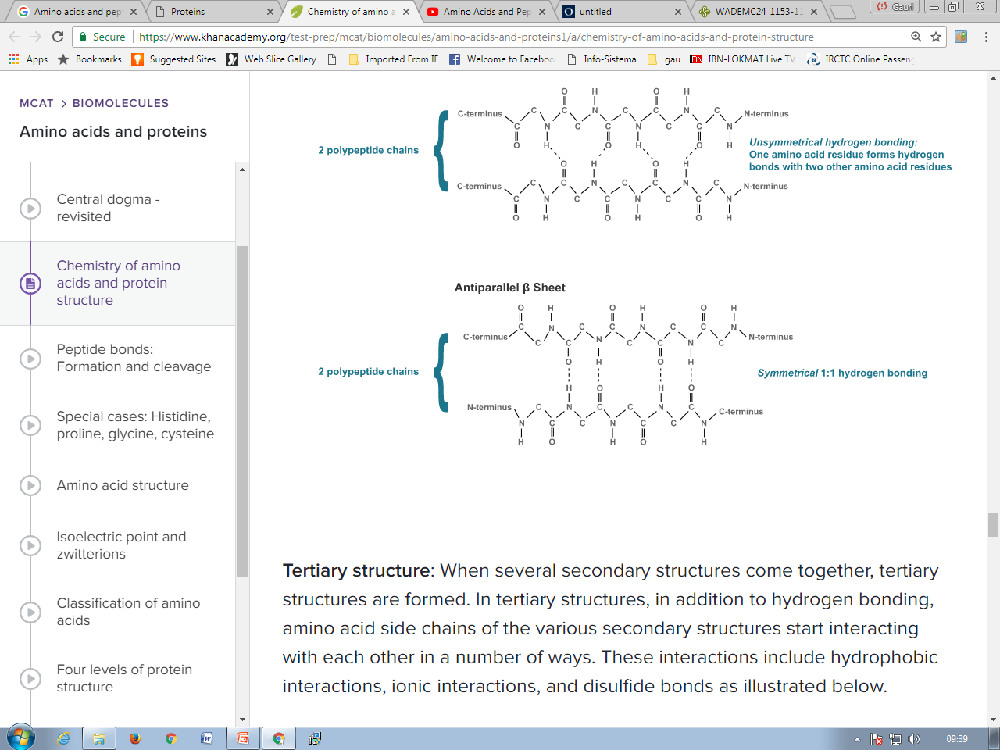 Amino acids and pep
Proteins
Chemistry of amino a
Amino Acids and Pep
untitled
WADEMC24_1153-11
Gauri
Secure
https://www.khanacademy.org/test-prep/mcat/biomolecules/amino-acids-and-proteins1/a/chemistry-of-amino-acids-and-protein-structure
Apps
Bookmarks
Suggested Sites
Web Slice Gallery
Imported From IE
Welcome to Faceboo
Info-Sistema
gau
IBN-LOKMAT Live TV
IRCTC Online Passen
MCAT > BIOMOLECULES
Amino acids and proteins
Central dogma -
revisited
Chemistry of amino
acids and protein
structure
Peptide bonds:
Formation and cleavage
Special cases: Histidine,
proline, glycine, cysteine
Amino acid structure
Isoelectric point and
zwitterions
Classification of amino
acids
Four levels of protein
structure
O H O H
C-terminus C C N C C N C N-terminus
C N C C N C C N
O H O H O H
2 polypeptide chains
Unsymmetrical hydrogen bonding:
One amino acid residue forms hydrogen
bonds with two other amino acid residues
O H O H
C-terminus C C N C C N C N-terminus
C N C C N C C N
O H O H O H
Antiparallel β Sheet
O H O H O H
C-terminus C N C C N C C N N-terminus
C C N C C N C
O H O H
2 polypeptide chains
Symmetrical 1:1 hydrogen bonding
H O H O
N-terminus C N C C N C C-terminus
N C C N C C N
H O H O H
Tertiary structure: When several secondary structures come together, tertiary
structures are formed. In tertiary structures, in addition to hydrogen bonding,
amino acid side chains of the various secondary structures start interacting
with each other in a number of ways. These interactions include hydrophobic
interactions, ionic interactions, and disulfide bonds as illustrated below.
09:39